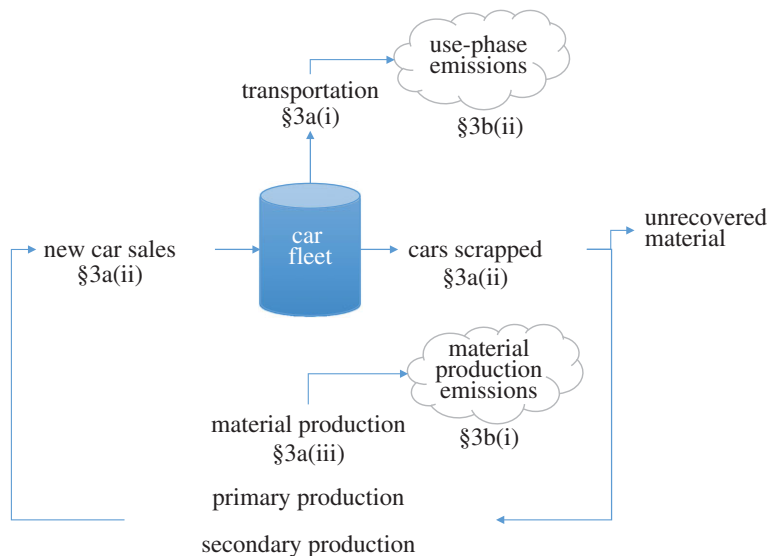 use-phase
emissions
transportation
§3a(i)
§3b(ii)
car
fleet
new car sales
§3a(ii)
cars scrapped
§3a(ii)
unrecovered
material
material
production
emissions
material production
§3a(iii)
§3b(i)
primary production
secondary production